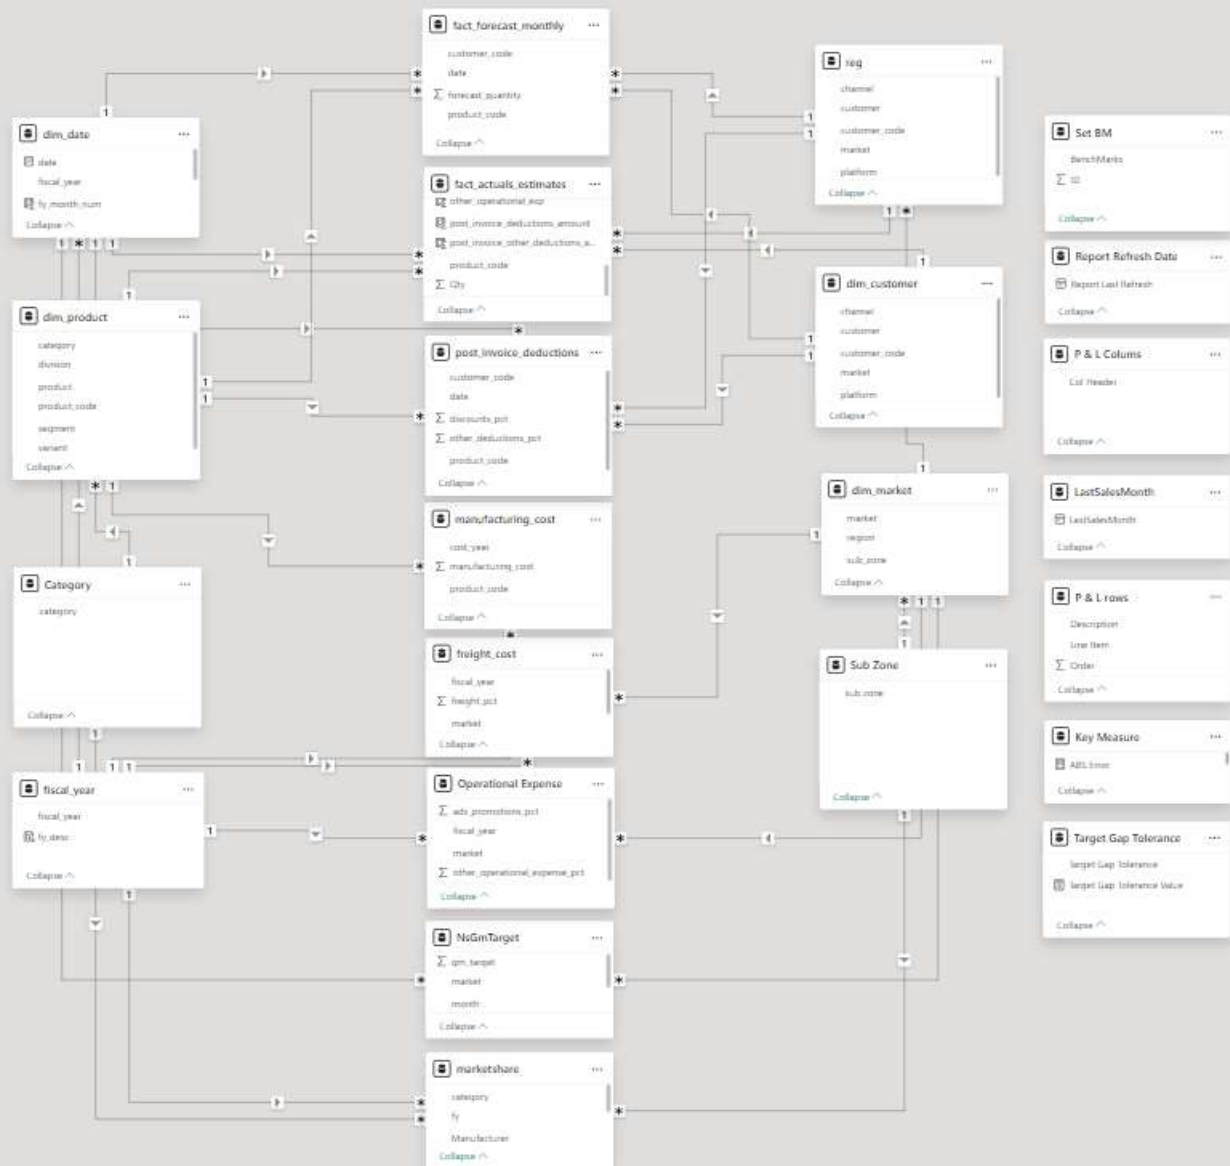 fact_forecast_monthly
customer_code
date
forecast_quantity
product_code
Collapse
reg
channel
customer
customer_code
market
platform
Collapse
dim_date
date
fiscal_year
fy_month_num
Collapse
Set BM
BenchMarks
Collapse
fact_actuals_estimates
other_operational_exp
post_invoice_deductions_amount
post_invoice_other_deductions_a...
product_code
Qty
Collapse
Report Refresh Date
Report Last Refresh
Collapse
dim_customer
channel
customer
customer_code
market
platform
Collapse
dim_product
category
division
product
product_code
segment
variant
Collapse
post_invoice_deductions
customer_code
date
discounts_pct
other_deductions_pct
product_code
Collapse
P & L Colums
Col Header
Collapse
dim_market
market
region
sub_zone
Collapse
LastSalesMonth
LastSalesMonth
Collapse
manufacturing_cost
cost_year
manufacturing_cost
product_code
Collapse
Category
category
Collapse
P & L rows
Description
Line Item
Order
Collapse
freight_cost
fiscal_year
freight_pct
market
Collapse
Sub Zone
sub_zone
Collapse
Key Measure
ABS Error
Collapse
fiscal_year
fiscal_year
fy_desc
Collapse
Operational Expense
ads_promotions_pct
fiscal_year
market
other_operational_expense_pct
Collapse
Target Gap Tolerance
Target Gap Tolerance
Target Gap Tolerance Value
Collapse
NsGmTarget
gm_target
market
month
Collapse
marketshare
category
fy
Manufacturer
Collapse